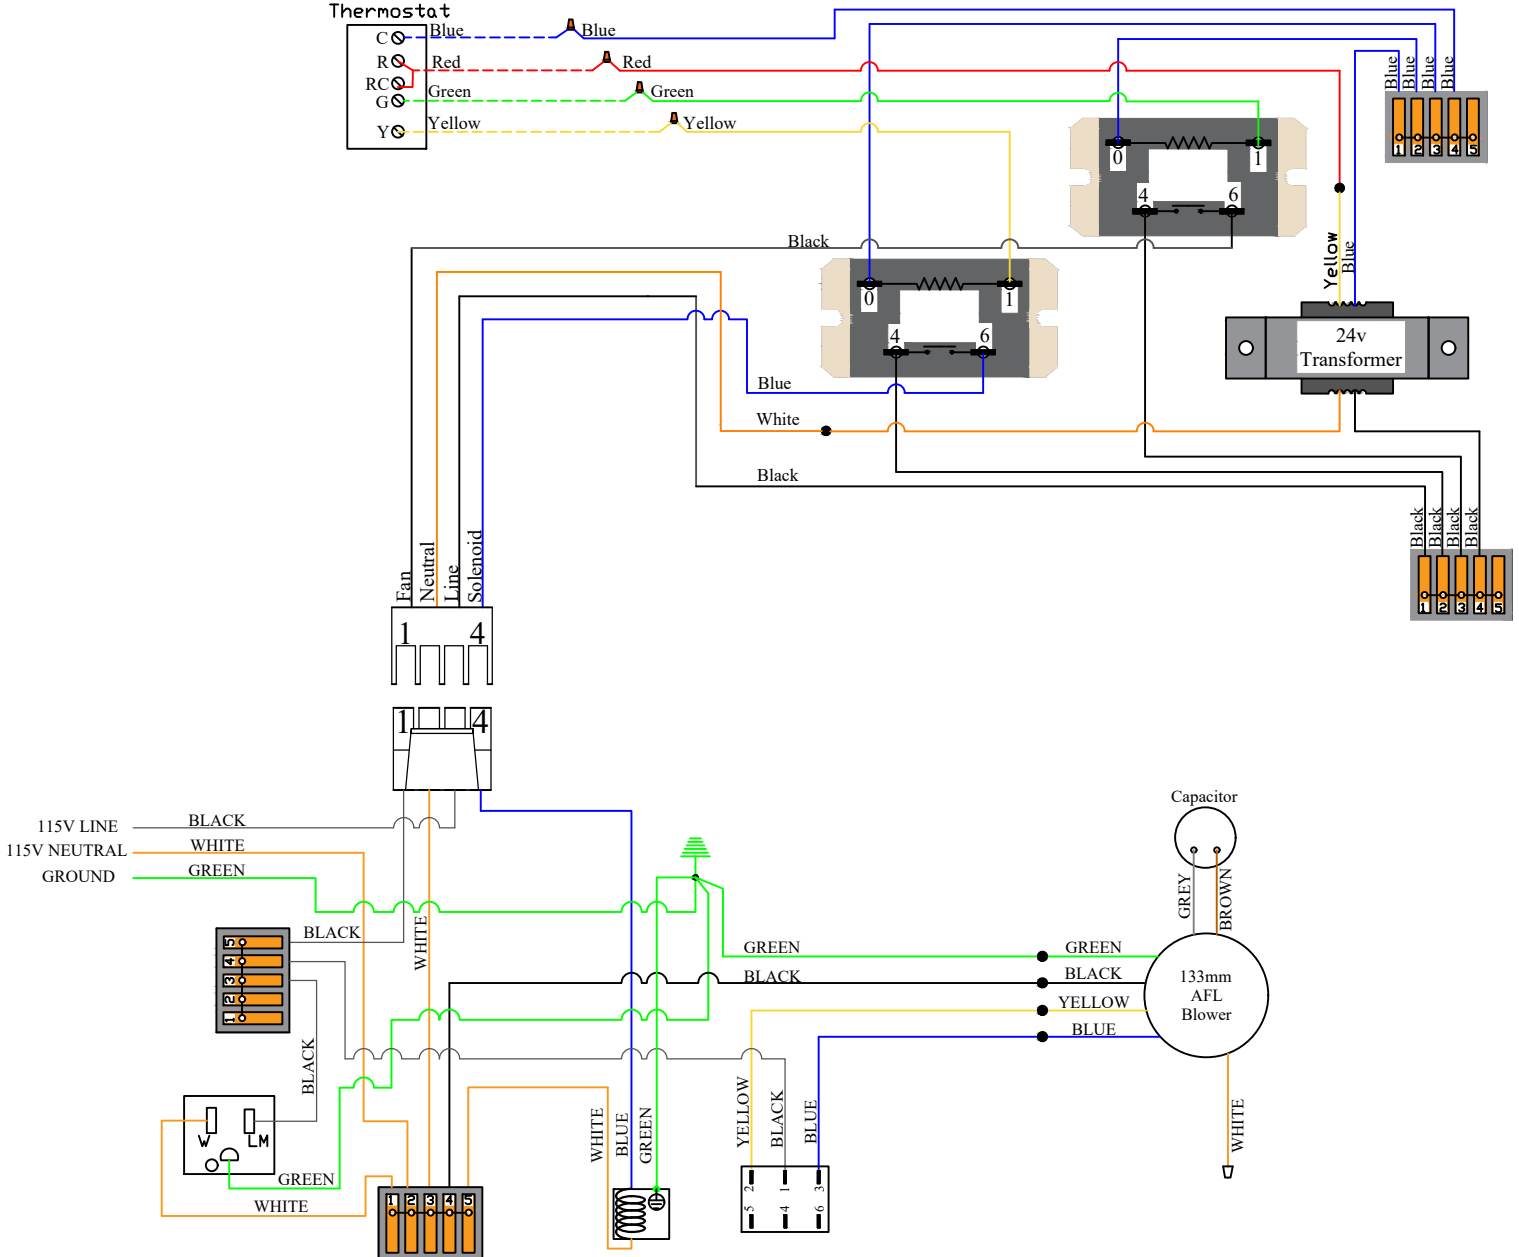 Thermostat
C Blue Blue
R Red Red
RC
G Green Green
Y Yellow Yellow
Blue Blue Blue Blue
1 2 3 4 5
0 1
4 6
Black
0 1
4 6
Yellow Blue
24v
Transformer
Blue
White
Black
Black Black Black Black
1 2 3 4 5
Fan Neutral Line Solenoid
1 4
1 4
115V LINE BLACK
115V NEUTRAL WHITE
GROUND GREEN
Capacitor
GREY BROWN
BLACK
WHITE
5
4
3
2
1
GREEN GREEN
BLACK BLACK
YELLOW
BLUE
133mm
AFL
Blower
BLACK
W LM
GREEN
WHITE
1 2 3 4 5
WHITE BLUE GREEN
YELLOW BLACK BLUE
WHITE
2 1 3
5 4 6